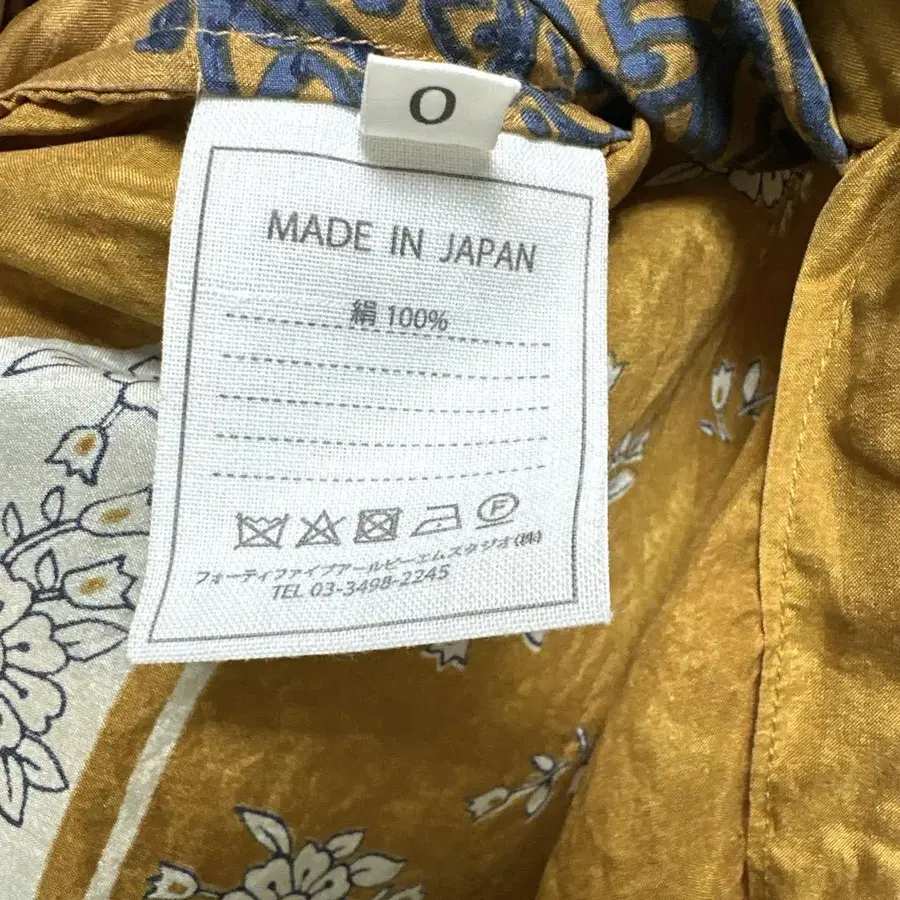 O
MADE IN JAPAN
絹 100%
F
フォーティファイブアールピーエムスタジオ(株)
TEL 03-3498-2245